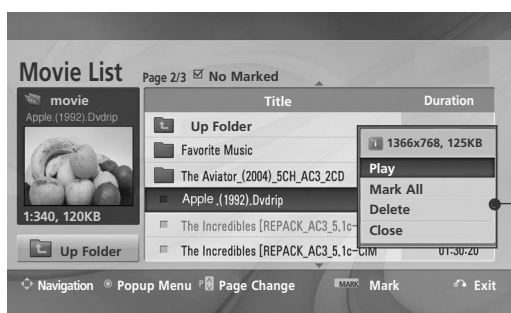 Movie List Page 2/3 No Marked
movie
Apple.(1992).Dvdrip
1:340, 120KB
Up Folder
Title Duration
Up Folder
Favorite Music
The Aviator_(2004)_5CH_AC3_2CD
Apple .(1992).Dvdrip
The Incredibles [REPACK_AC3_5.1c-
The Incredibles [REPACK_AC3_5.1c-CIM 01:30:20
1366x768, 125KB
Play
Mark All
Delete
Close
Navigation Popup Menu P Page Change MARK Mark Exit